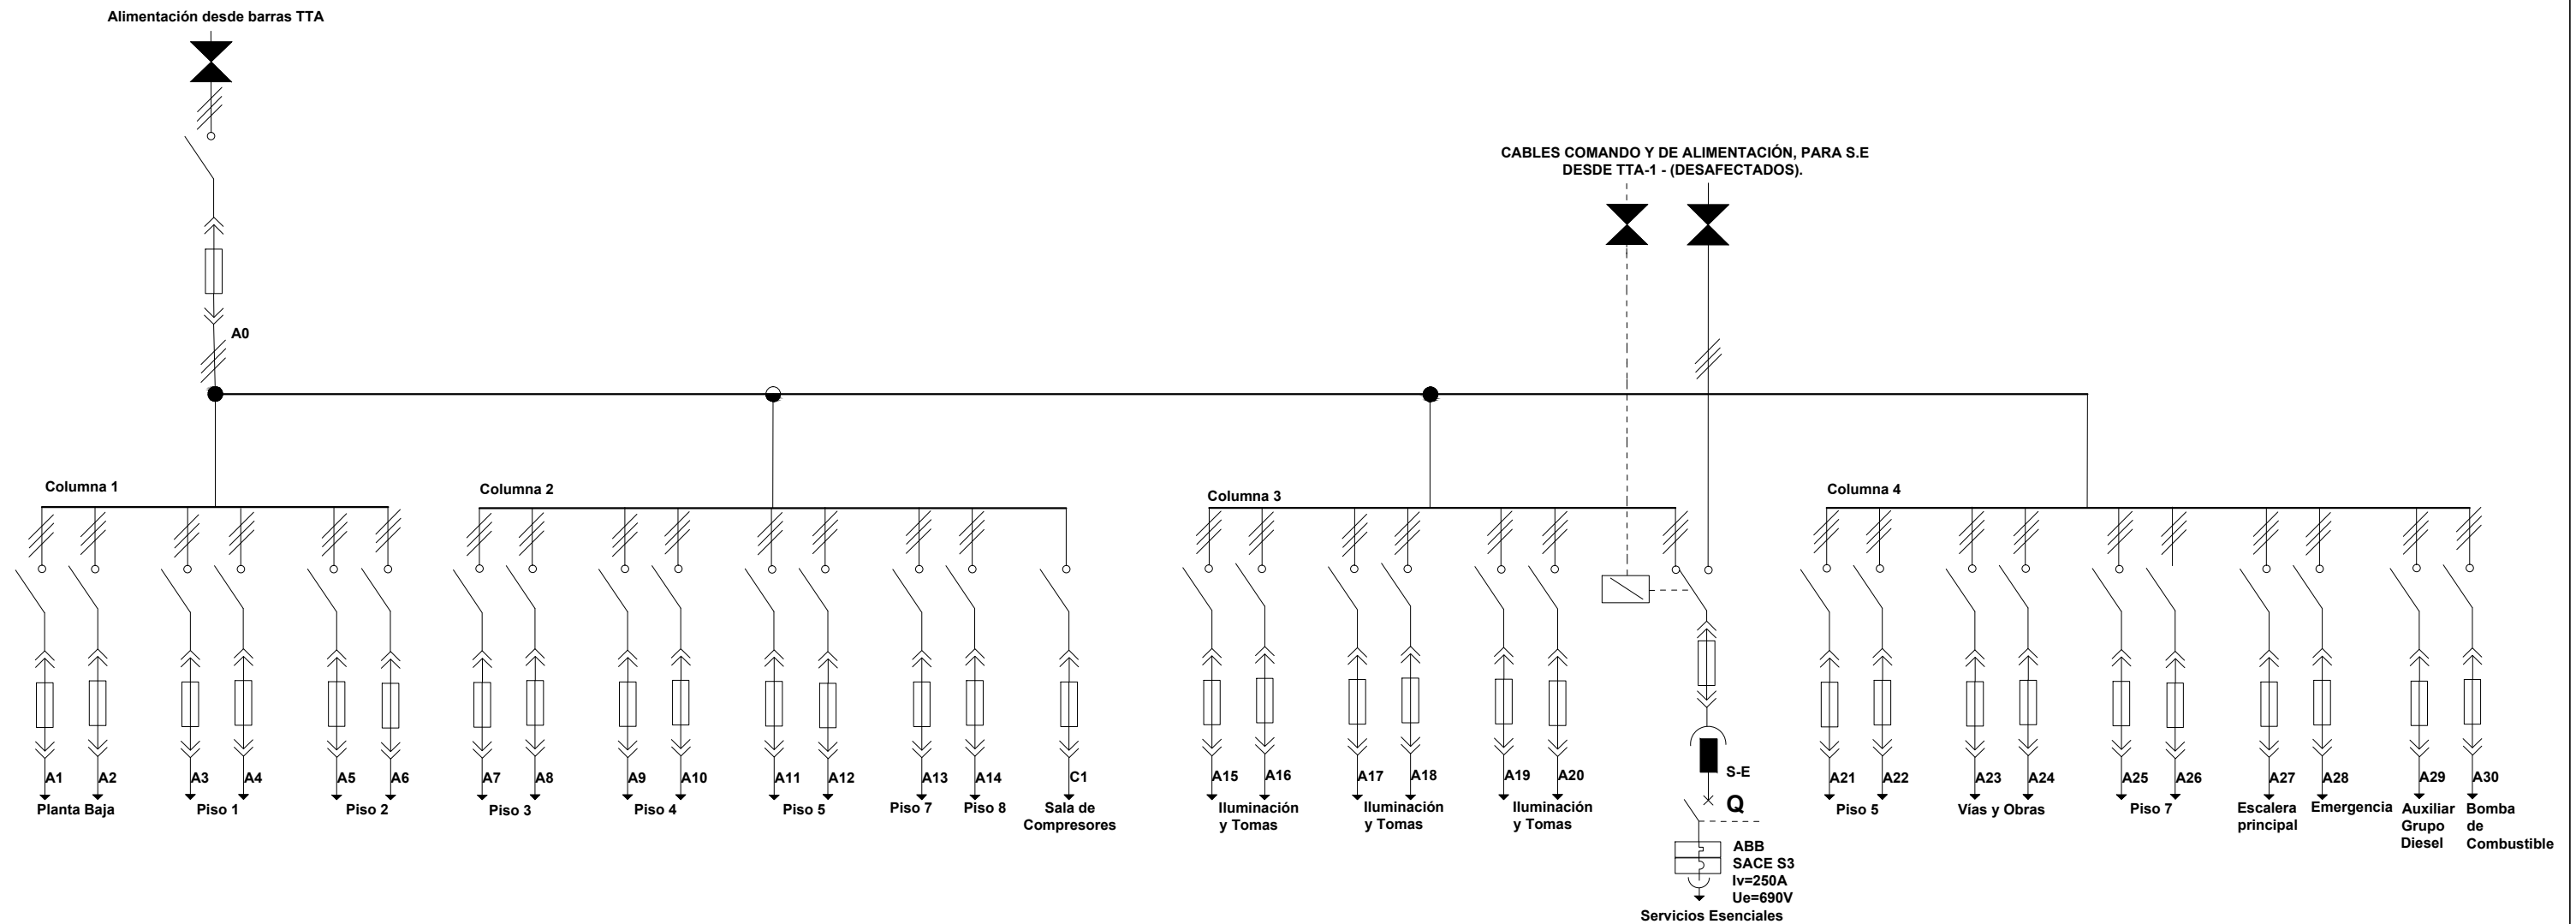 Alimentación desde barras TTA
CABLES COMANDO Y DE ALIMENTACIÓN, PARA S.E
DESDE TTA-1 - (DESAFECTADOS).
A0
Columna 1
Columna 2
Columna 3
Columna 4
A1
A2
A3
A4
A5
A6
A7
A8
A9
A10
A11
A12
A13
A14
C1
A15
A16
A17
A18
A19
A20
S-E
A21
A22
A23
A24
A25
A26
A27
A28
A29
A30
Planta Baja
Piso 1
Piso 2
Piso 3
Piso 4
Piso 5
Piso 7
Piso 8
Sala de
Compresores
Iluminación
y Tomas
Iluminación
y Tomas
Iluminación
y Tomas
Q
ABB
SACE S3
Iv=250A
Ue=690V
Servicios Esenciales
Piso 5
Vías y Obras
Piso 7
Escalera
principal
Emergencia
Auxiliar
Grupo
Diesel
Bomba
de
Combustible